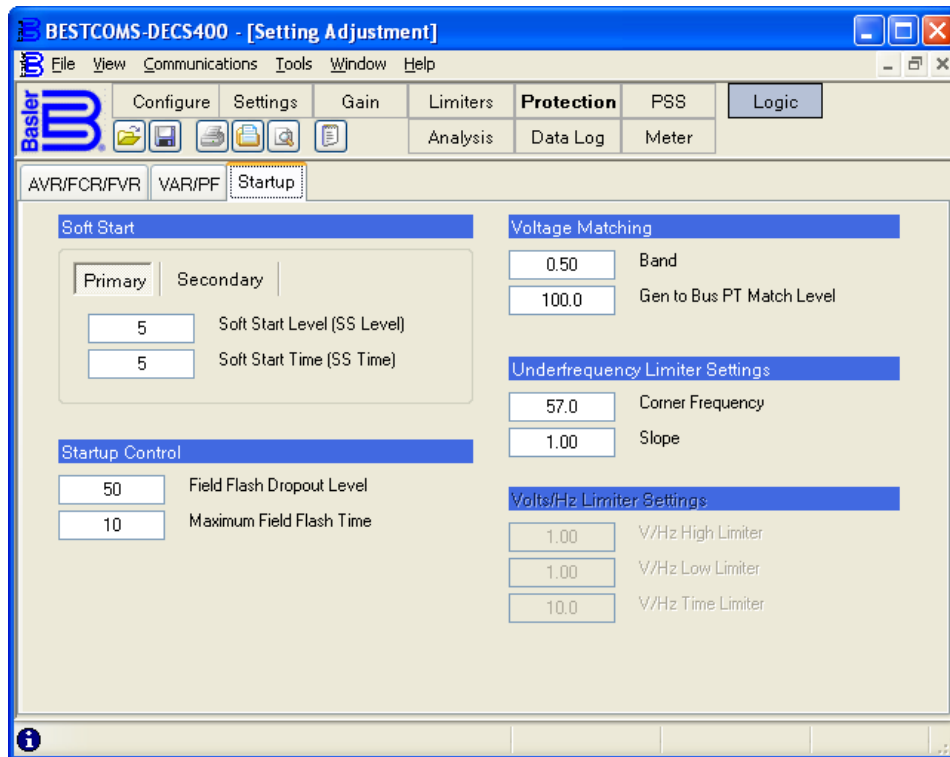 BESTCOMS-DECS400 - [Setting Adjustment]
File View Communications Tools Window Help
Basler
Configure Settings Gain Limiters Protection PSS Logic
Analysis Data Log Meter
AVR/FCR/FVR VAR/PF Startup
Soft Start
Primary Secondary
5 Soft Start Level (SS Level)
5 Soft Start Time (SS Time)
Startup Control
50 Field Flash Dropout Level
10 Maximum Field Flash Time
Voltage Matching
0.50 Band
100.0 Gen to Bus PT Match Level
Underfrequency Limiter Settings
57.0 Corner Frequency
1.00 Slope
Volts/Hz Limiter Settings
1.00 V/Hz High Limiter
1.00 V/Hz Low Limiter
10.0 V/Hz Time Limiter